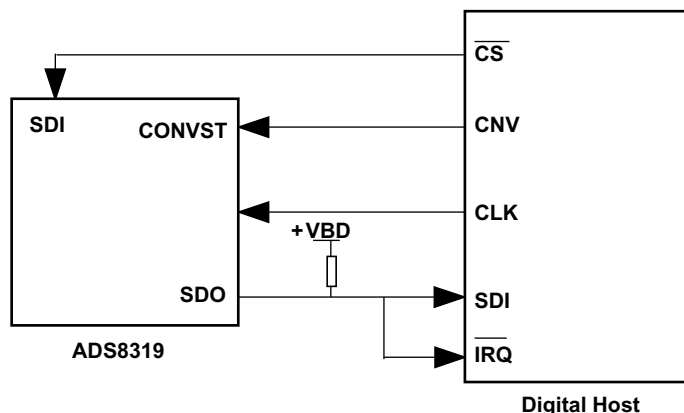 CS
SDI
CONVST
CNV
CLK
+VBD
SDO
SDI
IRQ
ADS8319
Digital Host